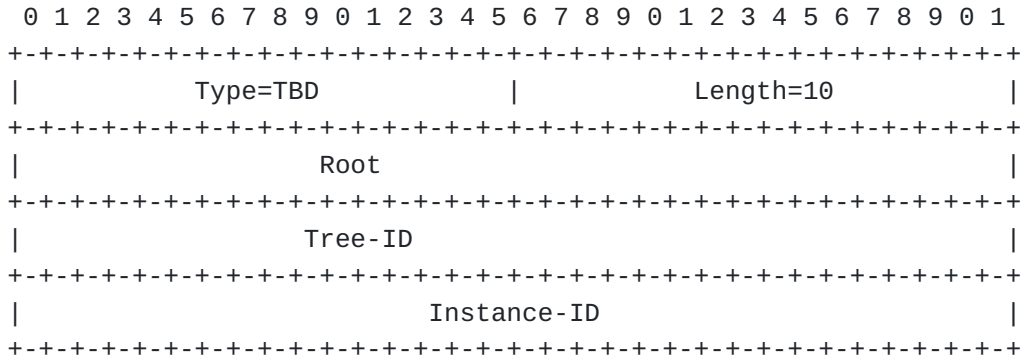 0 1 2 3 4 5 6 7 8 9 0 1 2 3 4 5 6 7 8 9 0 1 2 3 4 5 6 7 8 9 0 1
+-+-+-+-+-+-+-+-+-+-+-+-+-+-+-+-+-+-+-+-+-+-+-+-+-+-+-+-+-+-+-+-+
|           Type=TBD            |           Length=10           |
+-+-+-+-+-+-+-+-+-+-+-+-+-+-+-+-+-+-+-+-+-+-+-+-+-+-+-+-+-+-+-+-+
|                   Root                                        |
+-+-+-+-+-+-+-+-+-+-+-+-+-+-+-+-+-+-+-+-+-+-+-+-+-+-+-+-+-+-+-+-+
|                  Tree-ID                                      |
+-+-+-+-+-+-+-+-+-+-+-+-+-+-+-+-+-+-+-+-+-+-+-+-+-+-+-+-+-+-+-+-+
|                          Instance-ID                          |
+-+-+-+-+-+-+-+-+-+-+-+-+-+-+-+-+-+-+-+-+-+-+-+-+-+-+-+-+-+-+-+-+